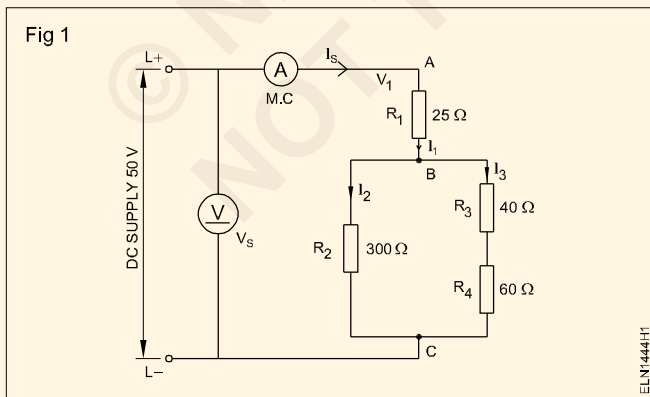 Fig 1
L+
A
M.C
IS
V1
A
R1
25 Ω
I1
B
I2
I3
DC SUPPLY 50 V
V
VS
R2
300 Ω
R3
40 Ω
R4
60 Ω
C
L–
ELN1444H1
©
NOT